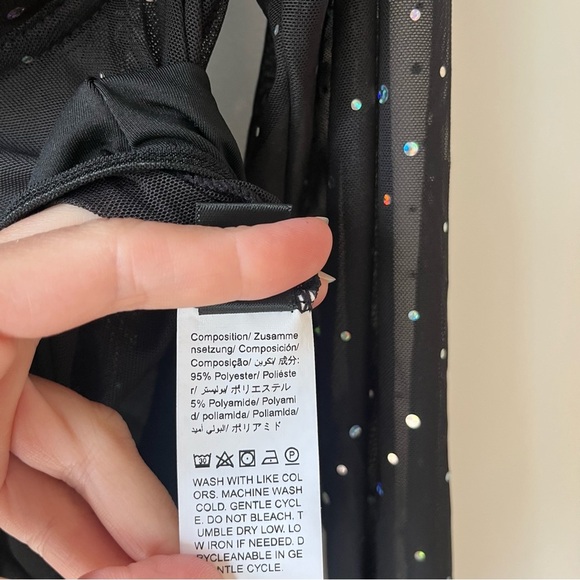 Composition/ Zusamme
nsetzung/ Composición/
Composição/ تكوين/ 成分:
95% Polyester/ Poliéste
r/ بوليستر/ ポリエステル
5% Polyamide/ Polyami
d/ poliamida/ Poliamida/
البولي أميد/ ポリアミド
30 P
WASH WITH LIKE COL
ORS. MACHINE WASH
COLD. GENTLE CYCL
E. DO NOT BLEACH. T
UMBLE DRY LOW. LO
W IRON IF NEEDED. D
RYCLEANABLE IN GE
NTLE CYCLE.